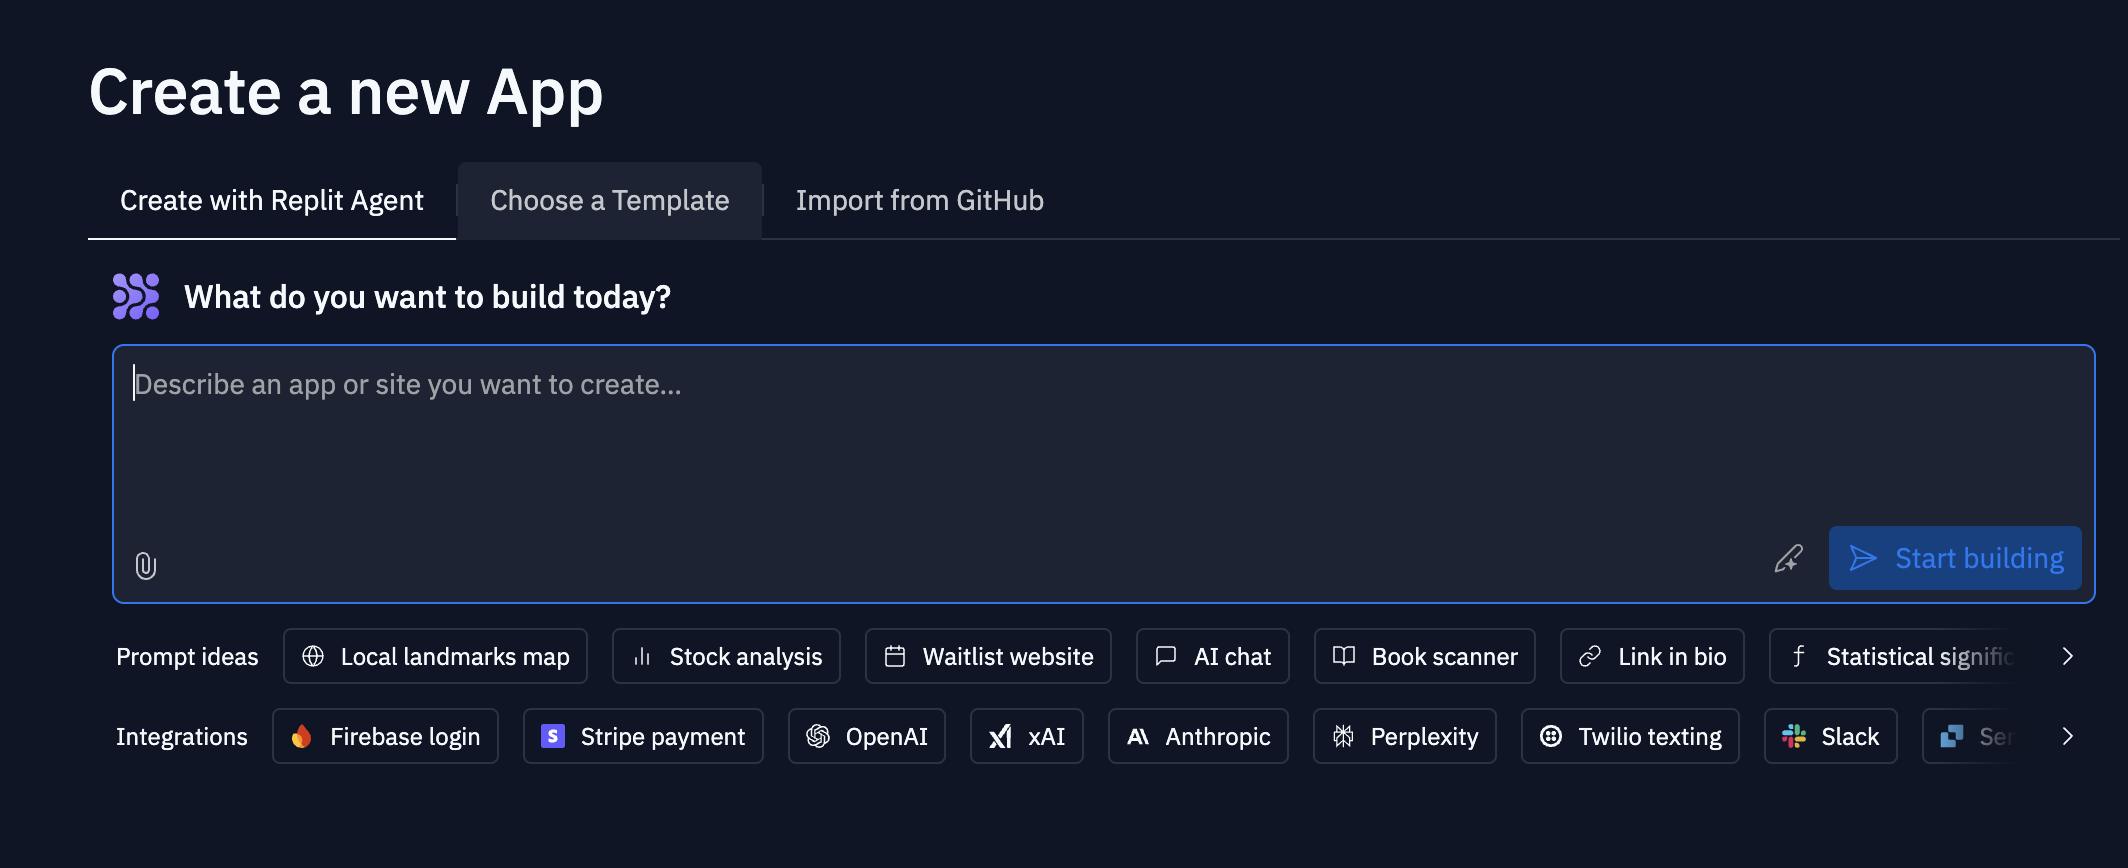 Create a new App
Create with Replit Agent Choose a Template Import from GitHub
What do you want to build today?
Describe an app or site you want to create...
Start building
Prompt ideas Local landmarks map Stock analysis Waitlist website AI chat Book scanner Link in bio Statistical
Integrations Firebase login Stripe payment OpenAI xAI Anthropic Perplexity Twilio texting Slack